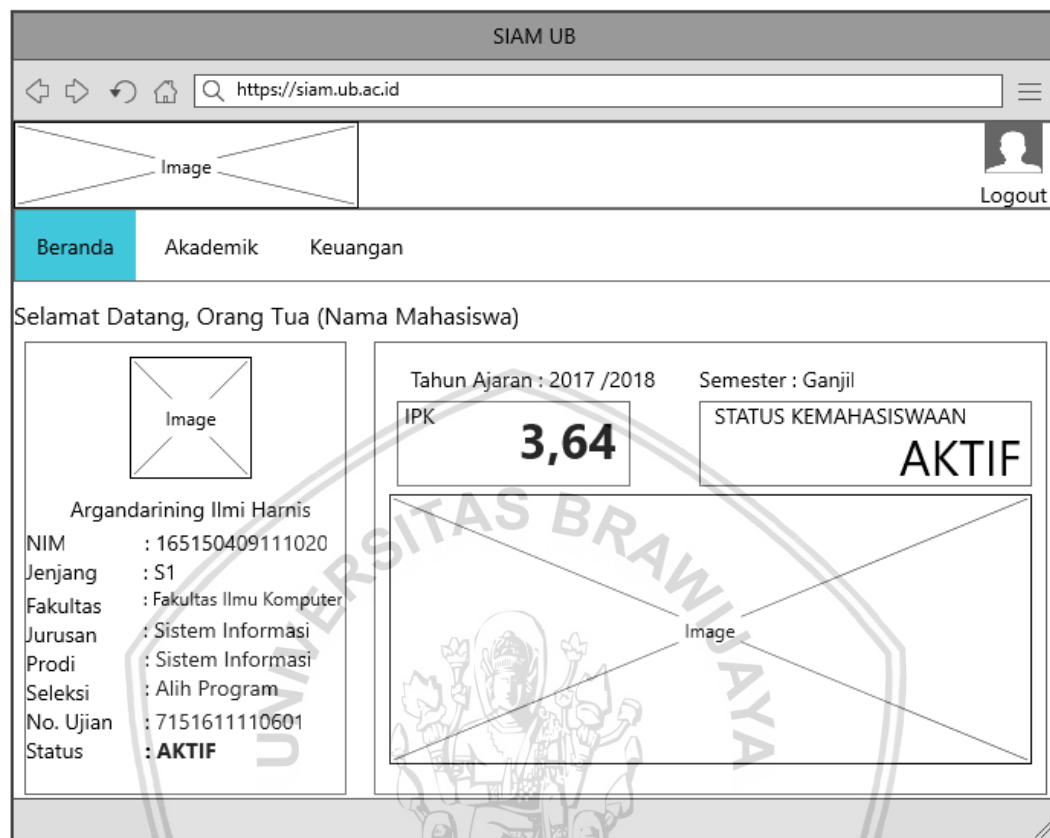 SIAM UB
https://siam.ub.ac.id
Image
Logout
Beranda Akademik Keuangan
Selamat Datang, Orang Tua (Nama Mahasiswa)
Image
Argandarining Ilmi Harnis
NIM : 165150409111020
Jenjang : S1
Fakultas : Fakultas Ilmu Komputer
Jurusan : Sistem Informasi
Prodi : Sistem Informasi
Seleksi : Alih Program
No. Ujian : 7151611110601
Status : AKTIF
Tahun Ajaran : 2017 /2018 Semester : Ganjil
IPK
3,64
STATUS KEMAHASISWAAN
AKTIF
Image
UNIVERSITAS BRAWIJAYA